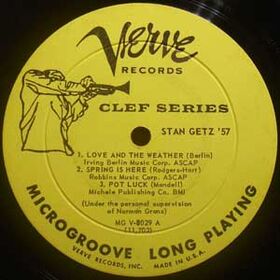 Verve
RECORDS
CLEF SERIES
STAN GETZ '57
1. LOVE AND THE WEATHER (Berlin)
Irving Berlin Music Corp. ASCAP
2. SPRING IS HERE (Rodgers-Hart)
Robbins Music Corp. ASCAP
3. POT LUCK (Mandell)
Michele Publishing Co. BMI
(Under the personal supervision
of Norman Granz)
MG V-8029 A
(11,703)
MICROGROOVE LONG PLAYING
VERVE RECORDS, INC. MADE IN U.S.A.